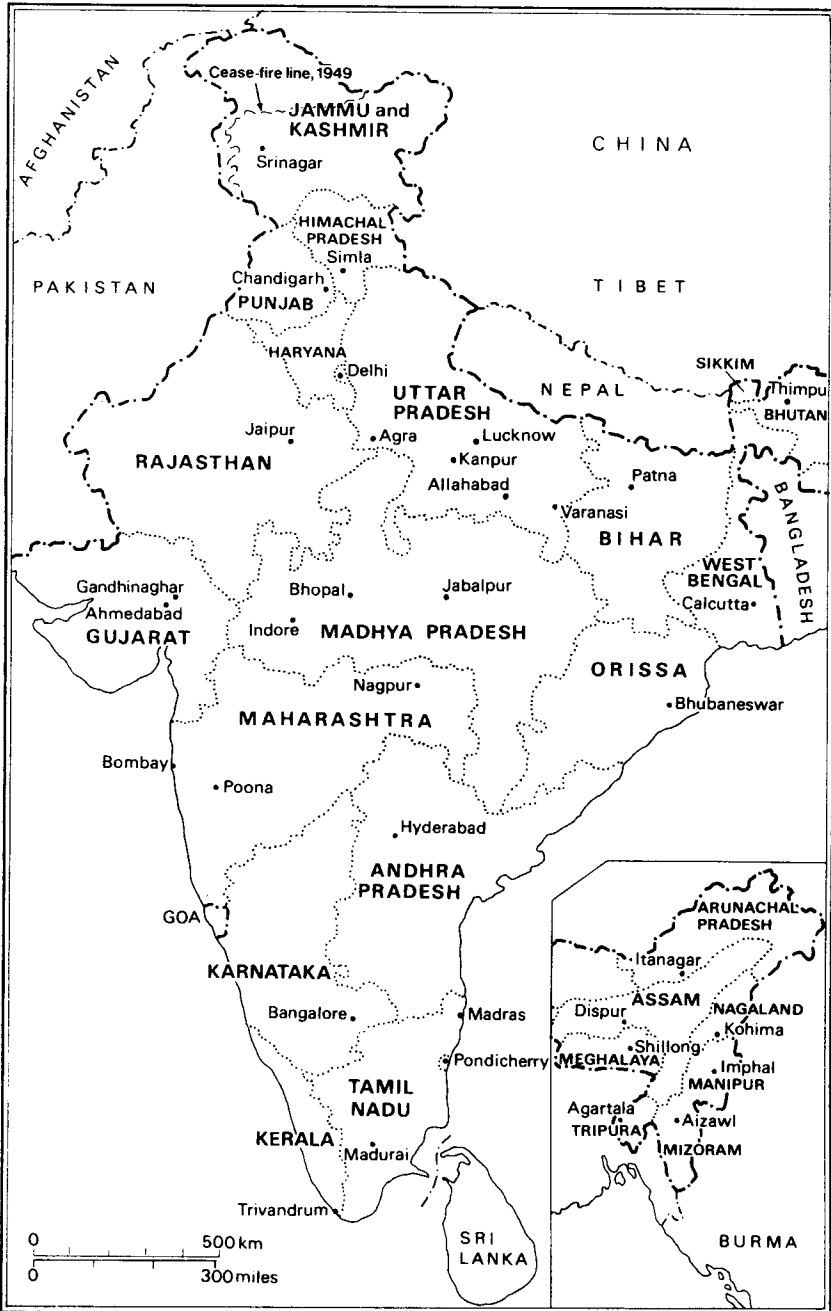 AFGHANISTAN
Cease-fire line, 1949
JAMMU and
KASHMIR
Srinagar
CHINA
HIMACHAL
PRADESH
Simla
Chandigarh
PUNJAB
PAKISTAN
TIBET
HARYANA
Delhi
UTTAR
PRADESH
NEPAL
SIKKIM
Thimpu
BHUTAN
Jaipur
RAJASTHAN
Agra
Lucknow
Kanpur
Allahabad
Varanasi
Patna
BIHAR
BANGLADESH
WEST
BENGAL
Calcutta
Gandhinaghar
Ahmedabad
GUJARAT
Bhopal
Jabalpur
Indore
MADHYA PRADESH
ORISSA
Bhubaneswar
Nagpur
MAHARASHTRA
Bombay
Poona
Hyderabad
ANDHRA
PRADESH
GOA
KARNATAKA
Bangalore
Madras
Pondicherry
TAMIL
NADU
KERALA
Madurai
Trivandrum
SRI
LANKA
0 500 km
0 300 miles
ARUNACHAL
PRADESH
Itanagar
ASSAM
Dispur
NAGALAND
Kohima
Shillong
MEGHALAYA
Imphal
MANIPUR
Agartala
TRIPURA
Aizawl
MIZORAM
BURMA